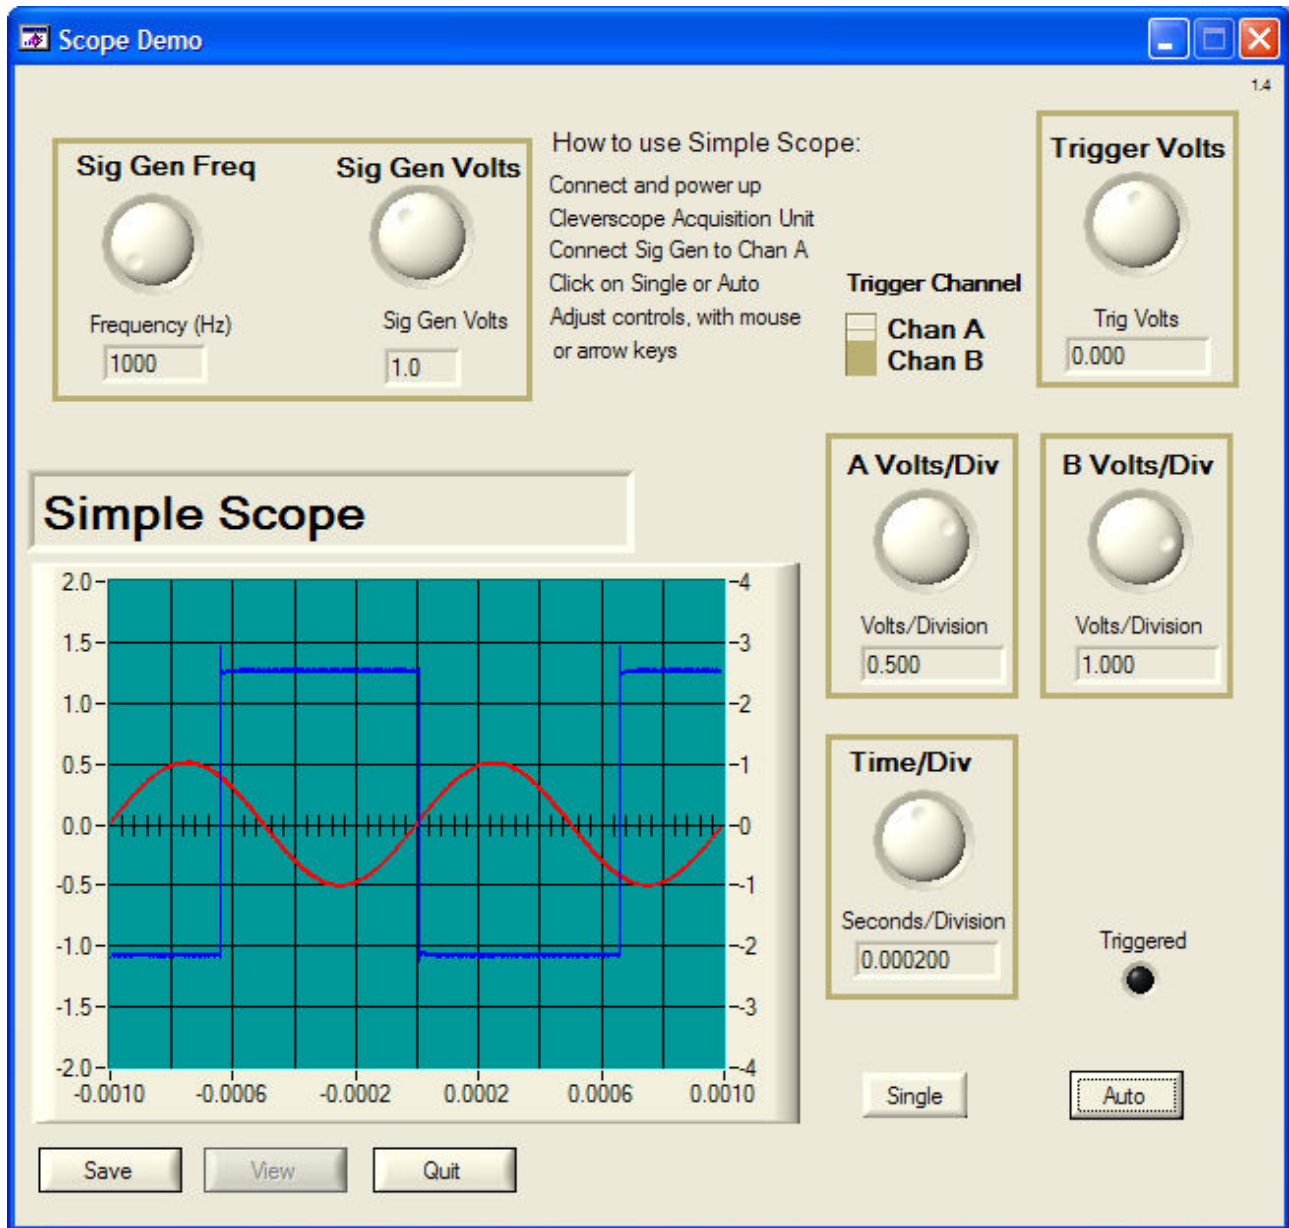 Scope Demo
1.4
Sig Gen Freq
Sig Gen Volts
Frequency (Hz)
1000
Sig Gen Volts
1.0
How to use Simple Scope:
Connect and power up
Cleverscope Acquisition Unit
Connect Sig Gen to Chan A
Click on Single or Auto
Adjust controls, with mouse
or arrow keys
Trigger Channel
Chan A
Chan B
Trigger Volts
Trig Volts
0.000
Simple Scope
A Volts/Div
Volts/Division
0.500
B Volts/Div
Volts/Division
1.000
2.0
1.5
1.0
0.5
0.0
-0.5
-1.0
-1.5
-2.0
-4
-3
-2
-1
-0
-1
-2
-3
-4
-0.0010
-0.0006
-0.0002
0.0002
0.0006
0.0010
Time/Div
Seconds/Division
0.000200
Triggered
Single
Auto
Save
View
Quit